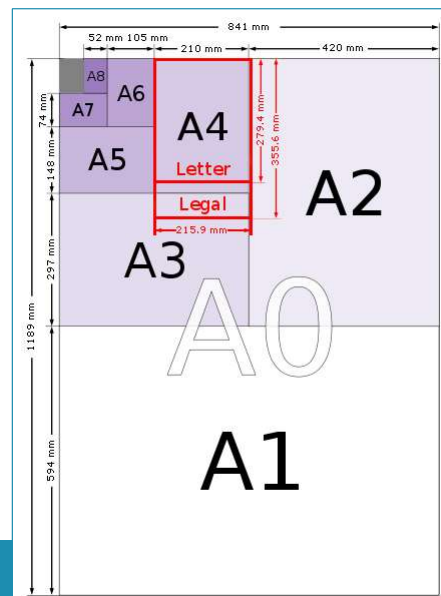 841 mm
52 mm 105 mm
210 mm
420 mm
A8
A6
A7
A4
74 mm
279.4 mm
355.6 mm
A5
Letter
A2
148 mm
Legal
215.9 mm
A3
297 mm
A0
1189 mm
A1
594 mm